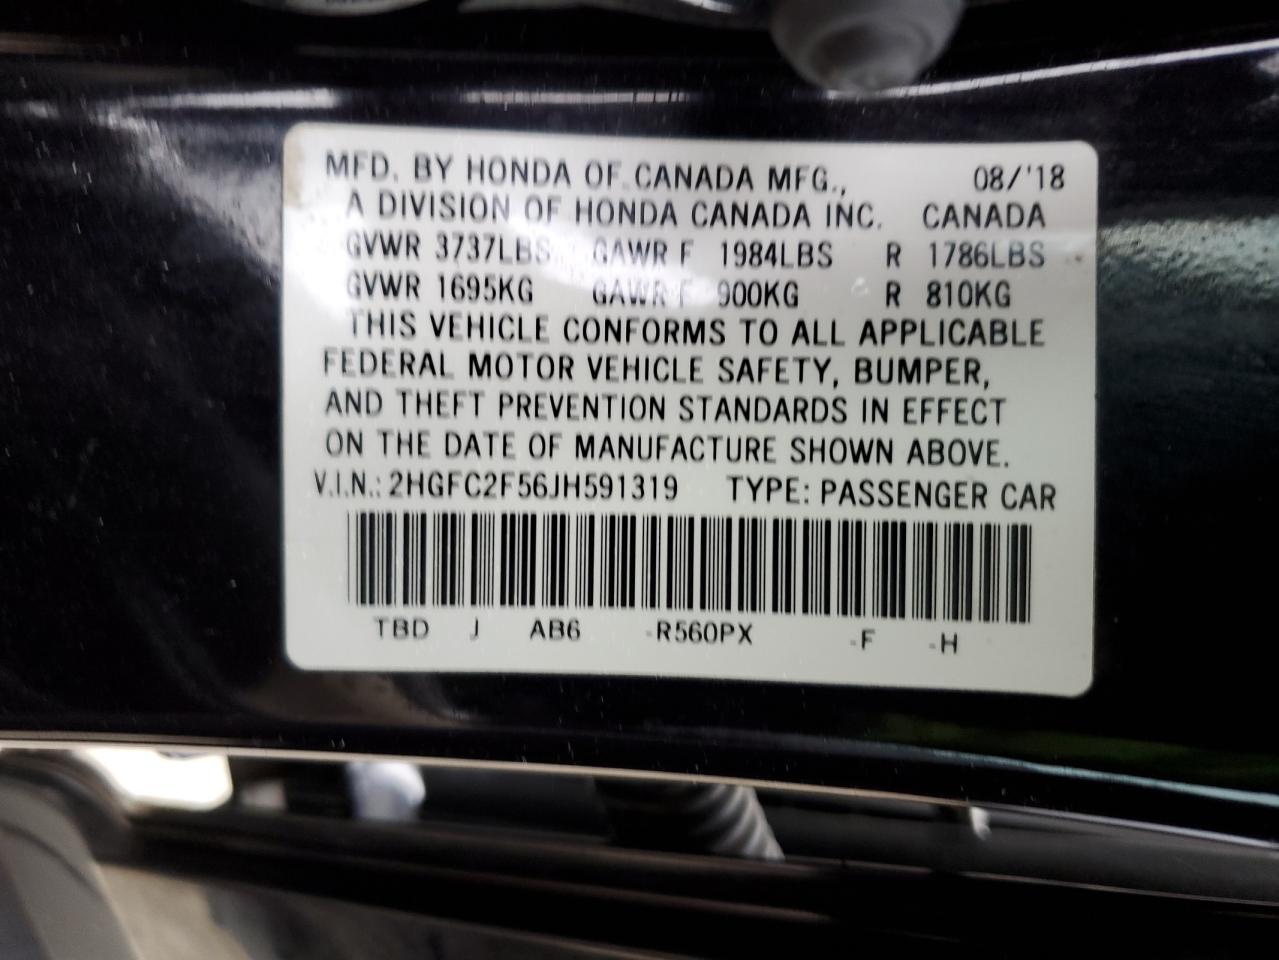 MFD. BY HONDA OF CANADA MFG., 08/'18
A DIVISION OF HONDA CANADA INC. CANADA
GVWR 3737LBS GAWR F 1984LBS R 1786LBS
GVWR 1695KG GAWR F 900KG R 810KG
THIS VEHICLE CONFORMS TO ALL APPLICABLE
FEDERAL MOTOR VEHICLE SAFETY, BUMPER,
AND THEFT PREVENTION STANDARDS IN EFFECT
ON THE DATE OF MANUFACTURE SHOWN ABOVE.
V.I.N.: 2HGFC2F56JH591319 TYPE: PASSENGER CAR
TBD J AB6 -R560PX -F -H